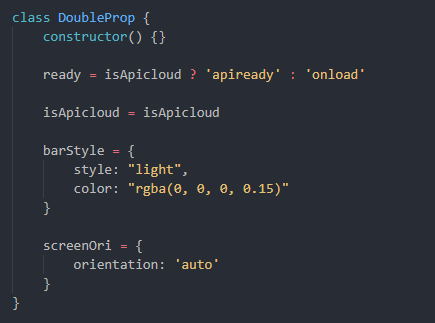 class DoubleProp {
    constructor() {}
    ready = isApicloud ? 'apiready' : 'onload'
    isApicloud = isApicloud
    barStyle = {
        style: "light",
        color: "rgba(0, 0, 0, 0.15)"
    }
    screenOri = {
        orientation: 'auto'
    }
}